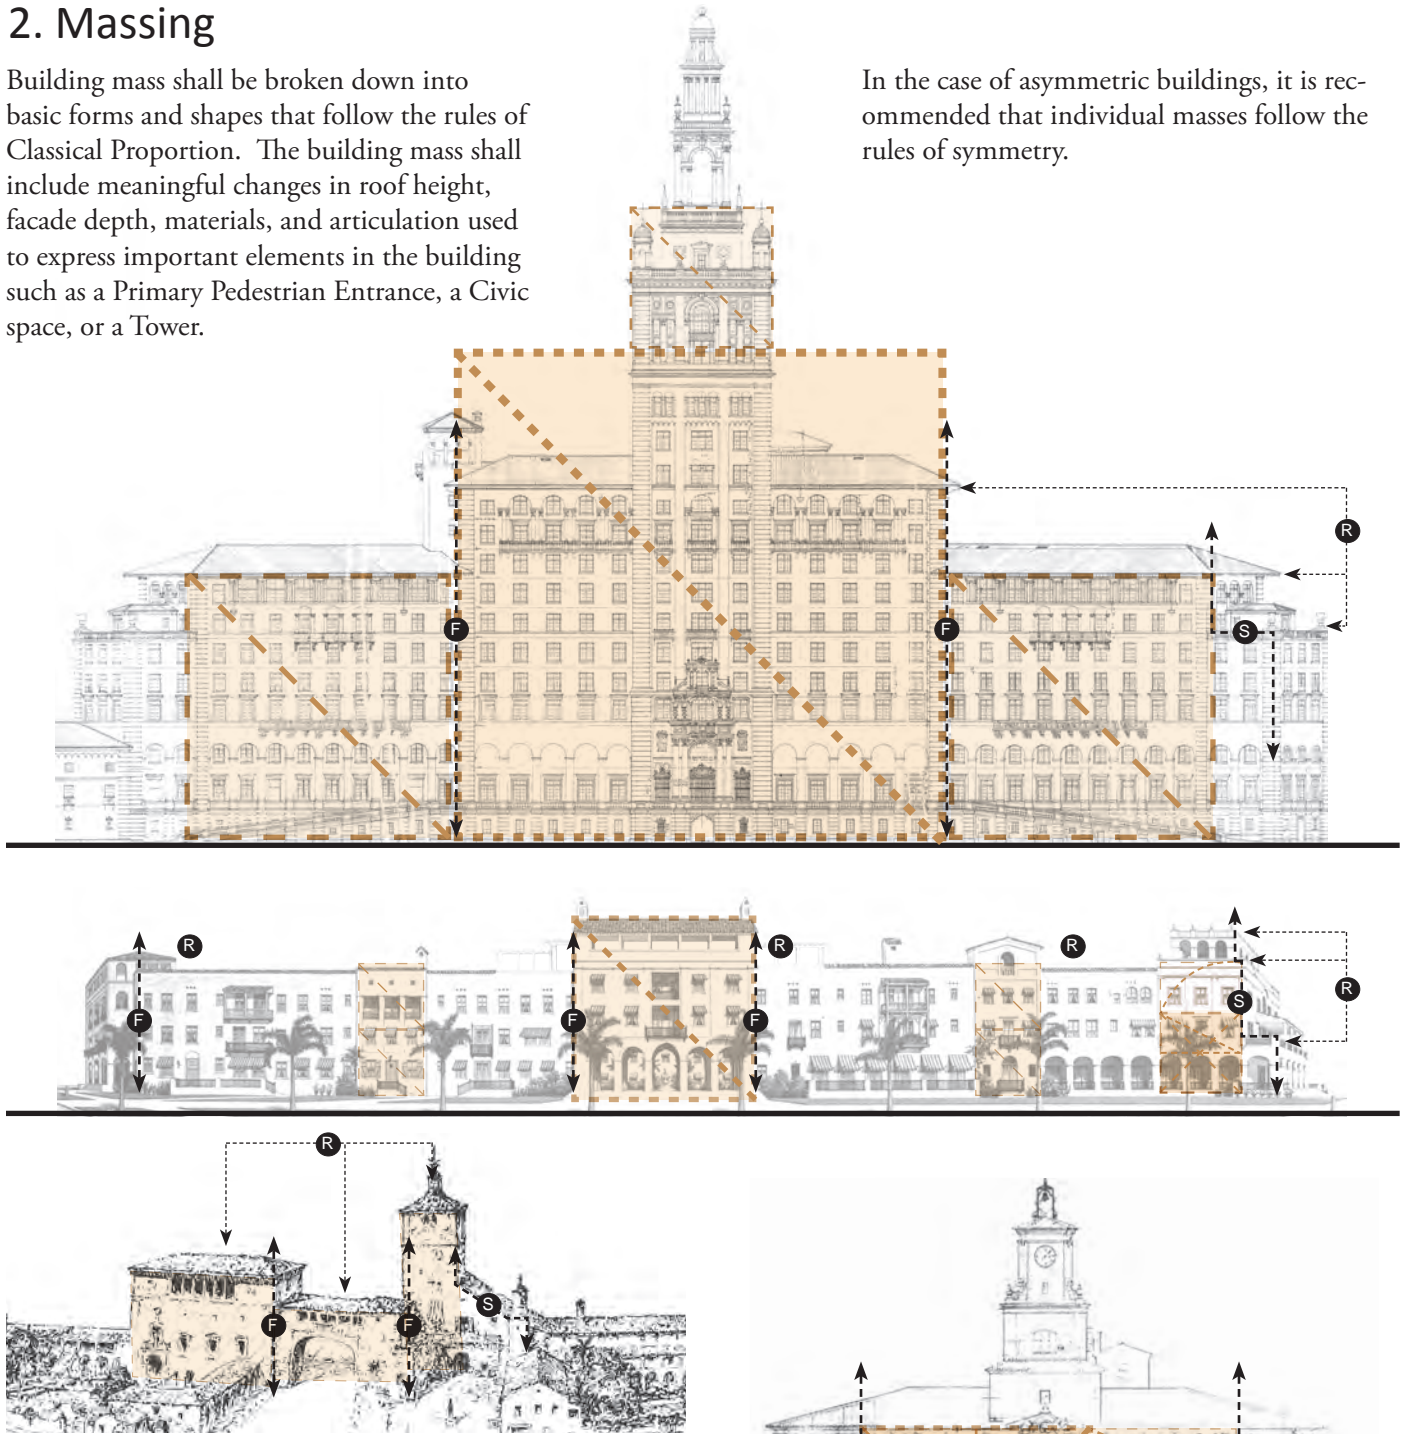 2. Massing
Building mass shall be broken down into
basic forms and shapes that follow the rules of
Classical Proportion.  The building mass shall
include meaningful changes in roof height,
facade depth, materials, and articulation used
to express important elements in the building
such as a Primary Pedestrian Entrance, a Civic
space, or a Tower.
In the case of asymmetric buildings, it is rec-
ommended that individual masses follow the
rules of symmetry.
R
F
F
S
R
R
R
F
F
F
S
R
R
S
F
F